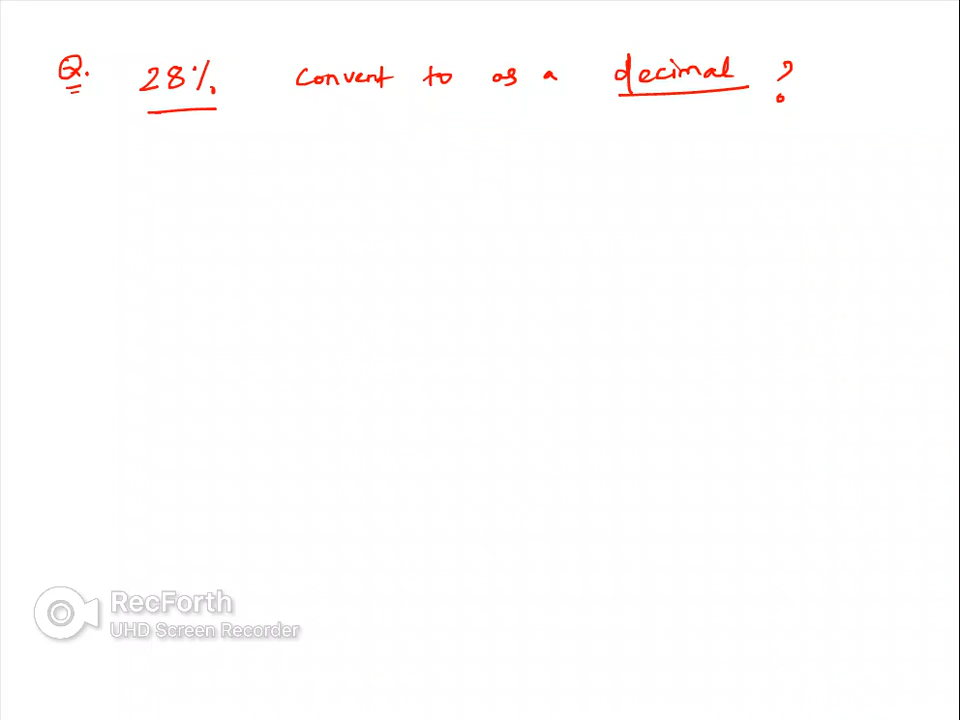 Q. 28% convert to as a decimal ?
RecForth
UHD Screen Recorder